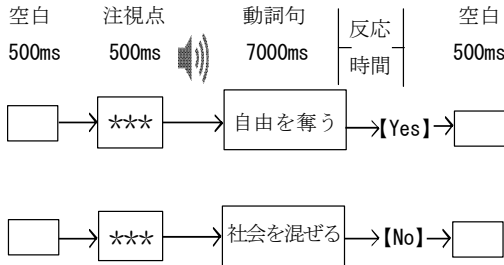 空白 注視点 動詞句 反応 空白
500ms 500ms 7000ms 時間 500ms
*** 自由を奪う 【Yes】
*** 社会を混ぜる 【No】